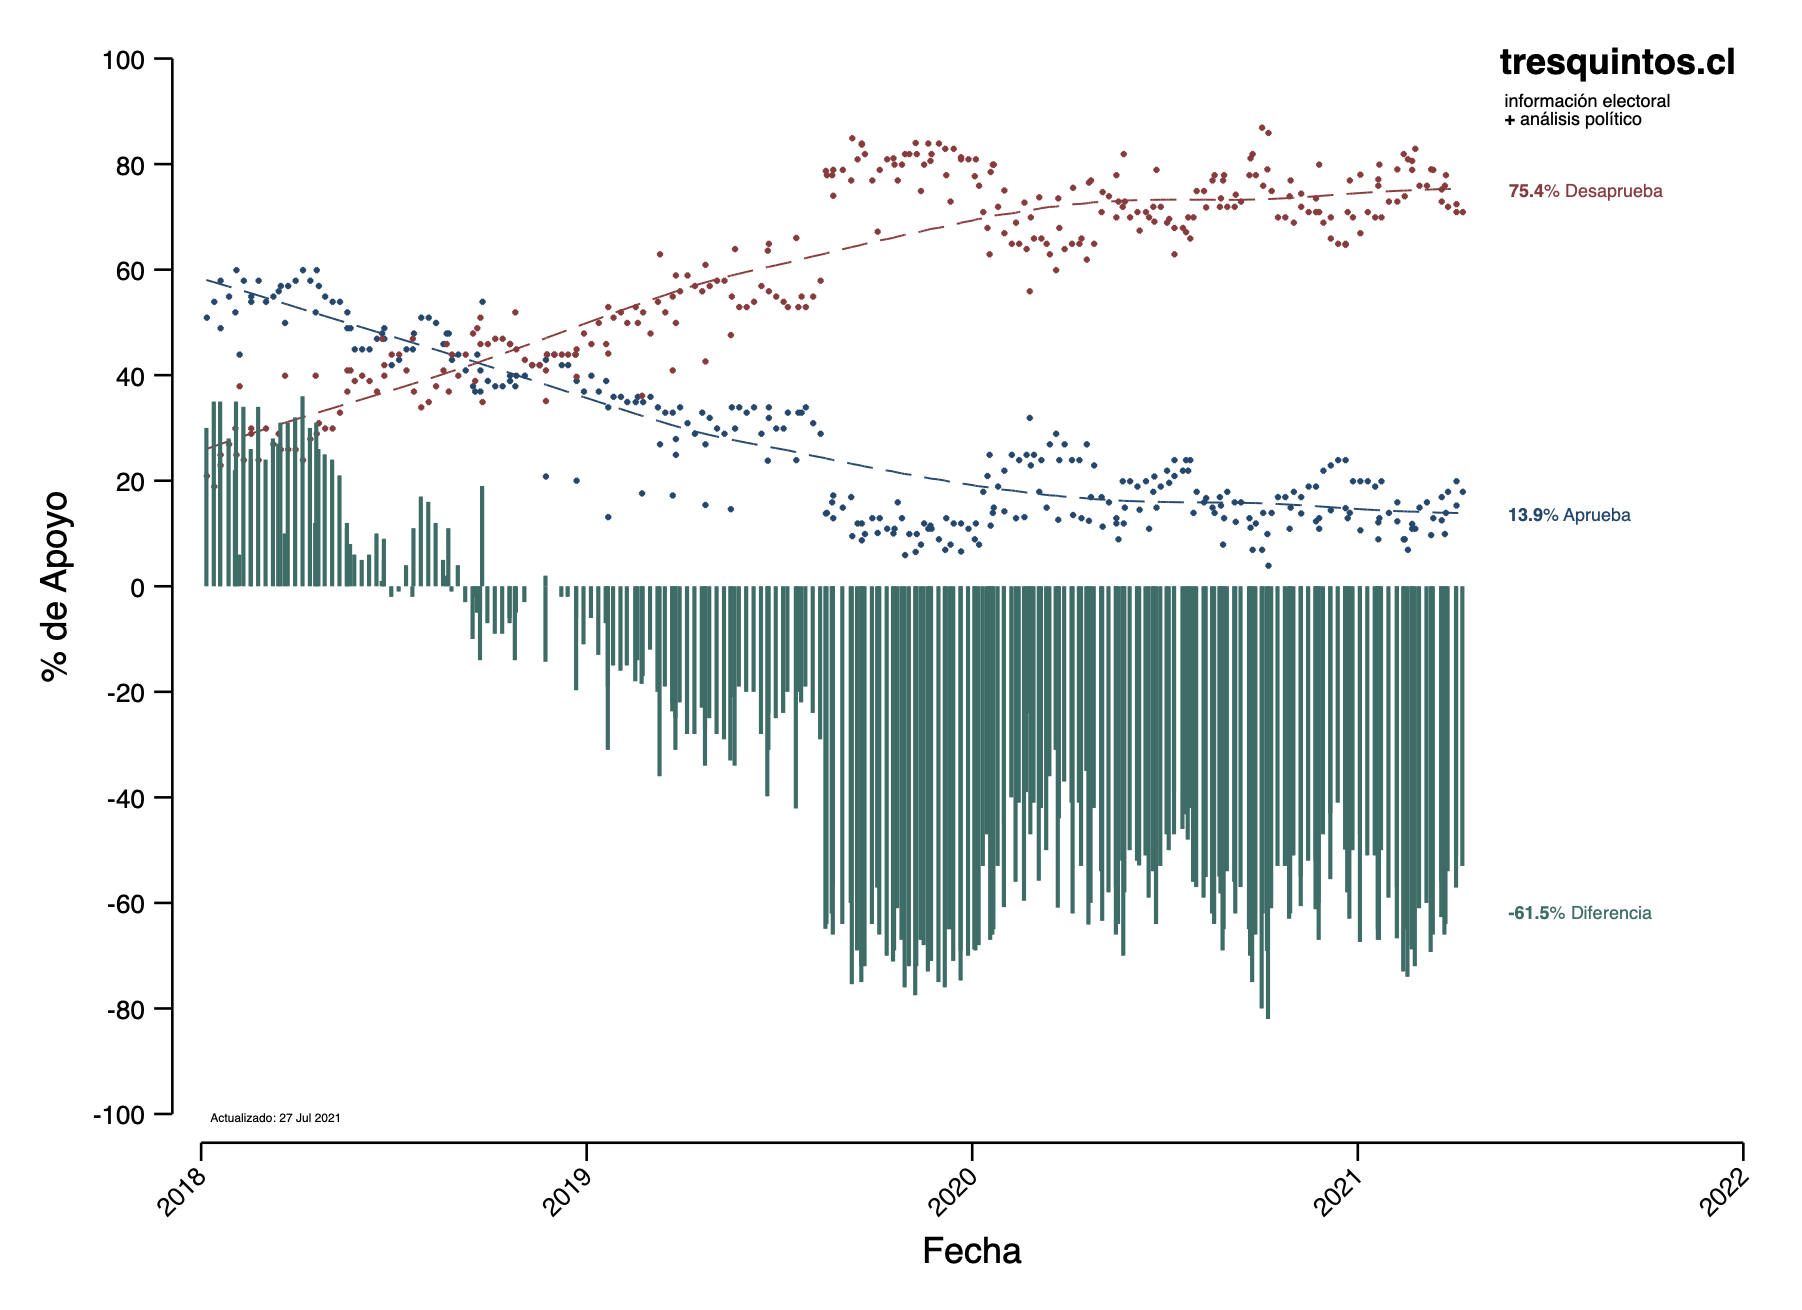 tresquintos.cl
información electoral
+ análisis político
100
80
60
40
20
0
-20
-40
-60
-80
-100
% de Apoyo
75.4% Desaprueba
13.9% Aprueba
-61.5% Diferencia
Actualizado: 27 Jul 2021
2018
2019
2020
2021
2022
Fecha